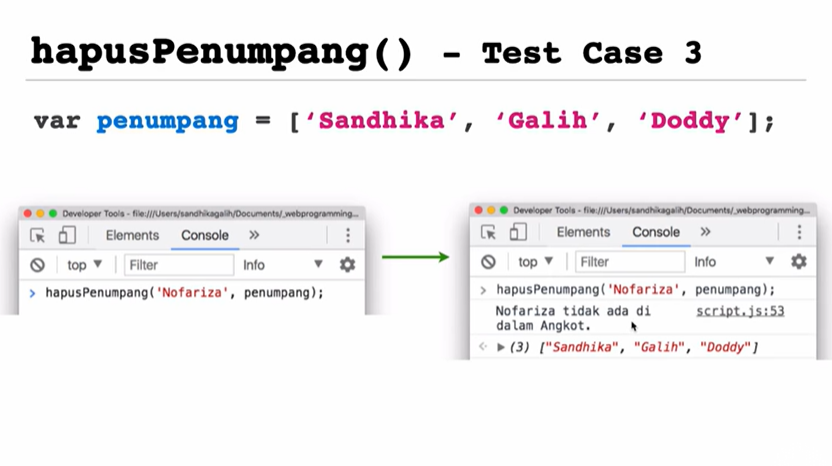 hapusPenumpang() – Test Case 3
var penumpang = [‘Sandhika’, ‘Galih’, ‘Doddy’];
Developer Tools - file:///Users/sandhikagalih/Documents/_webprogramming...
Elements Console »
top ▼ Filter Info ▼
> hapusPenumpang('Nofariza', penumpang);
Developer Tools - file:///Users/sandhikagalih/Documents/_webprogramming...
Elements Console »
top ▼ Filter Info ▼
> hapusPenumpang('Nofariza', penumpang);
Nofariza tidak ada di script.js:53
dalam Angkot.
<· ▶ (3) ["Sandhika", "Galih", "Doddy"]